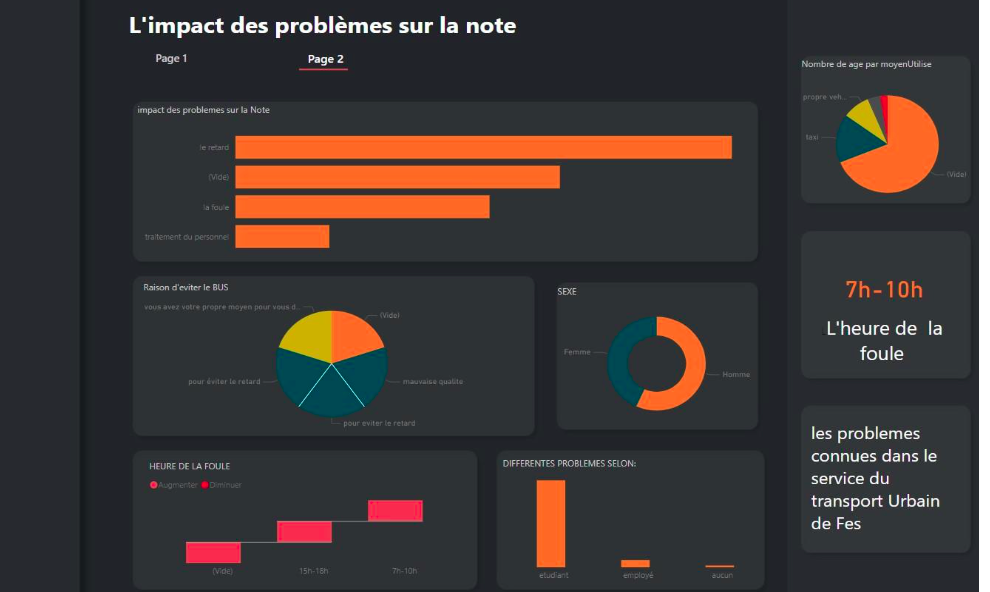 L'impact des problèmes sur la note
Page 1
Page 2
impact des problemes sur la Note
le retard
(Vide)
la foule
traitement du personnel
Raison d'eviter le BUS
vous avez votre propre moyen pour vous d...
(Vide)
pour éviter le retard
mauvaise qualite
pour eviter le retard
SEXE
Femme
Homme
HEURE DE LA FOULE
Augmenter
Diminuer
(Vide)
15h-18h
7h-10h
DIFFERENTES PROBLEMES SELON:
etudiant
employé
aucun
Nombre de age par moyenUtilise
propre veh...
taxi
(Vide)
7h-10h
L'heure de la
foule
les problemes
connues dans le
service du
transport Urbain
de Fes